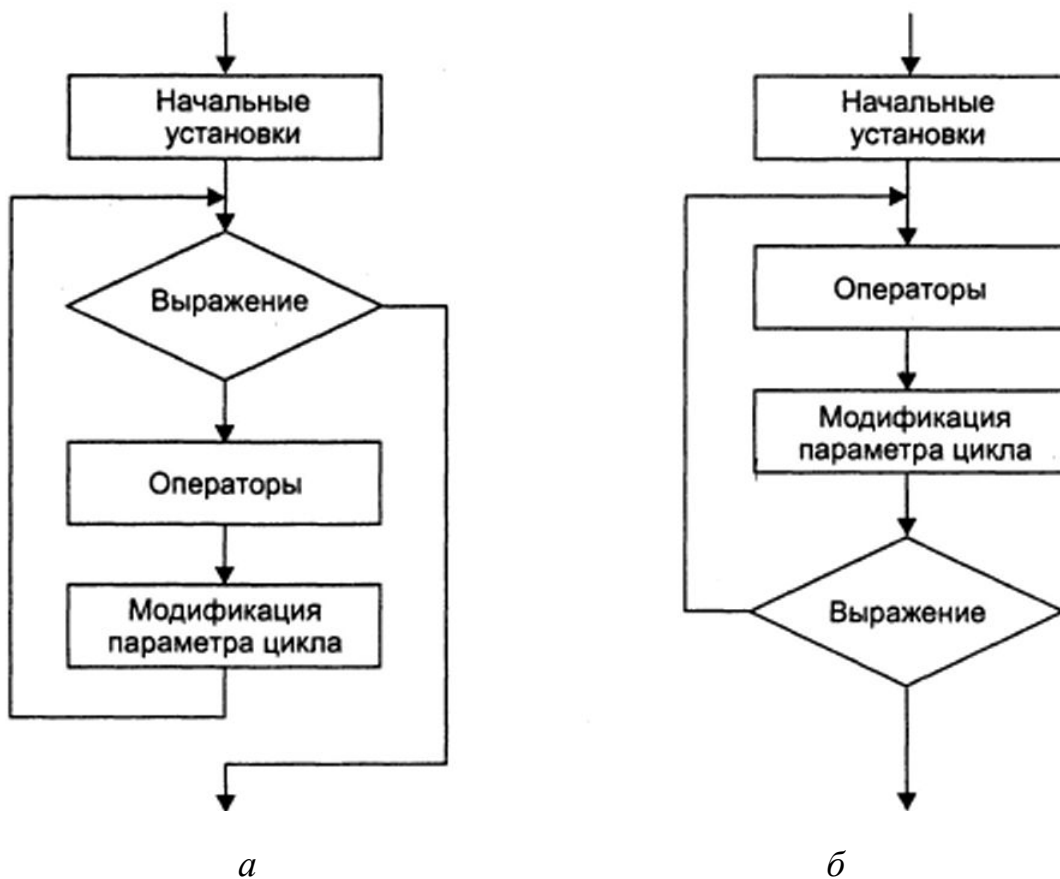 Начальные
установки
Выражение
Операторы
Модификация
параметра цикла
а
Начальные
установки
Операторы
Модификация
параметра цикла
Выражение
б